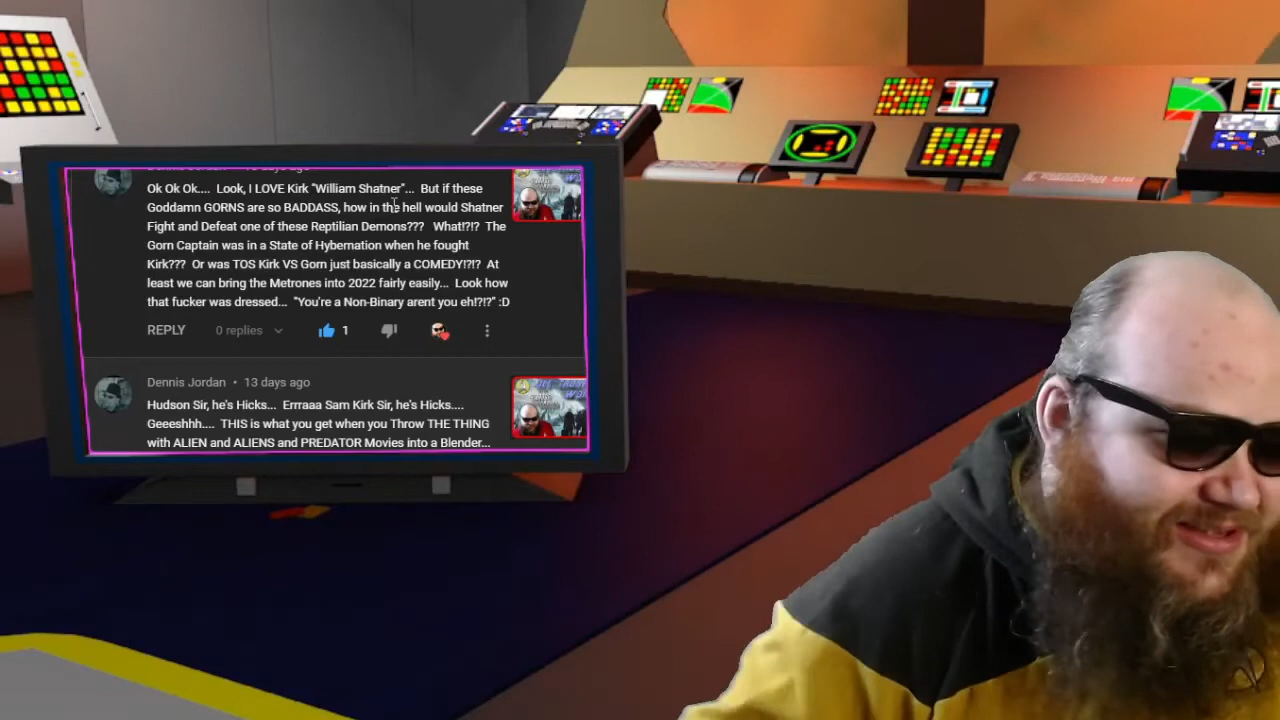 Ok Ok Ok.... Look, I LOVE Kirk "William Shatner"... But if these
Goddamn GORNS are so BADDASS, how in the hell would Shatner
Fight and Defeat one of these Reptilian Demons??? What!?!? The
Gorn Captain was in a State of Hybernation when he fought
Kirk??? Or was TOS Kirk VS Gorn just basically a COMEDY!?!? At
least we can bring the Metrones into 2022 fairly easily... Look how
that fucker was dressed... "You're a Non-Binary arent you eh!?!?" :D
REPLY 0 replies 1
Dennis Jordan • 13 days ago
Hudson Sir, he's Hicks... Errraaa Sam Kirk Sir, he's Hicks....
Geeeshhh.... THIS is what you get when you Throw THE THING
with ALIEN and ALIENS and PREDATOR Movies into a Blender...